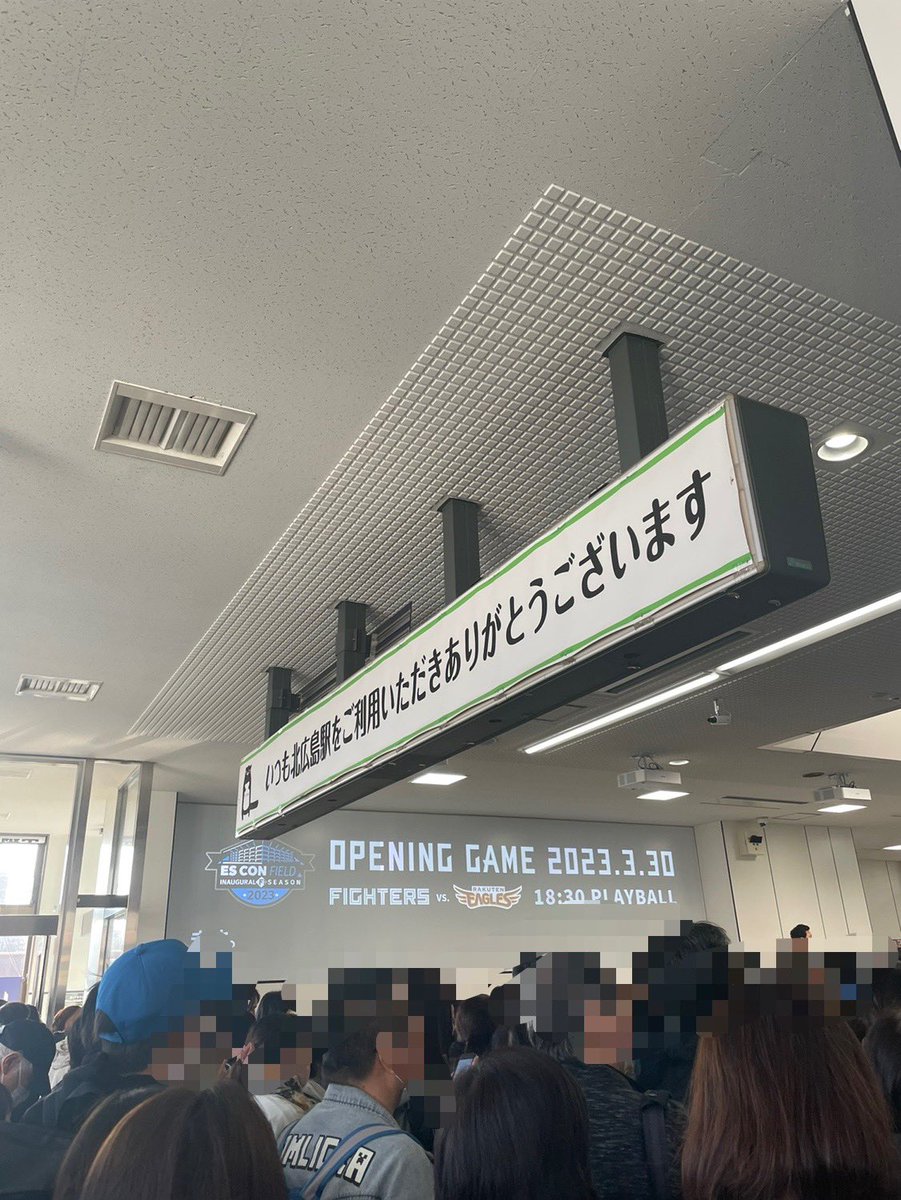 いつも北広島駅をご利用いただきありがとうございます
ES CON FIELD
INAUGURAL SEASON
2023
OPENING GAME 2023.3.30
FIGHTERS vs. RAKUTEN EAGLES 18:30 PLAYBALL